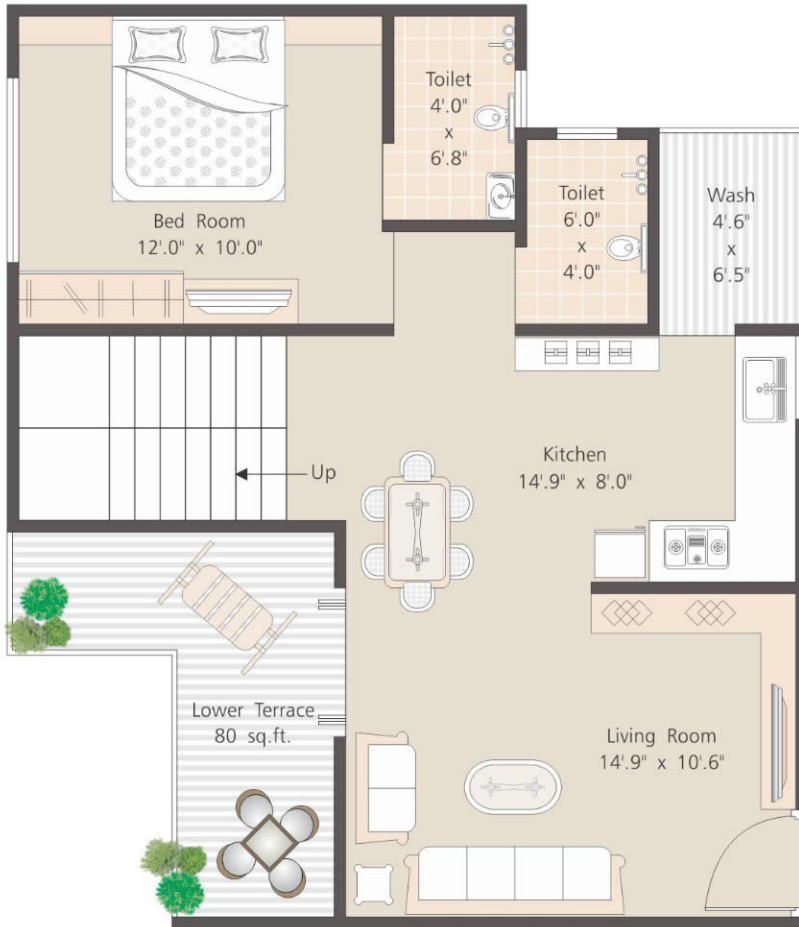 Toilet
4'.0"
x
6'.8"
Toilet
6'.0"
x
4'.0"
Wash
4'.6"
x
6'.5"
Bed Room
12'.0" x 10'.0"
Up
Kitchen
14'.9" x 8'.0"
Lower Terrace
80 sq.ft.
Living Room
14'.9" x 10'.6"